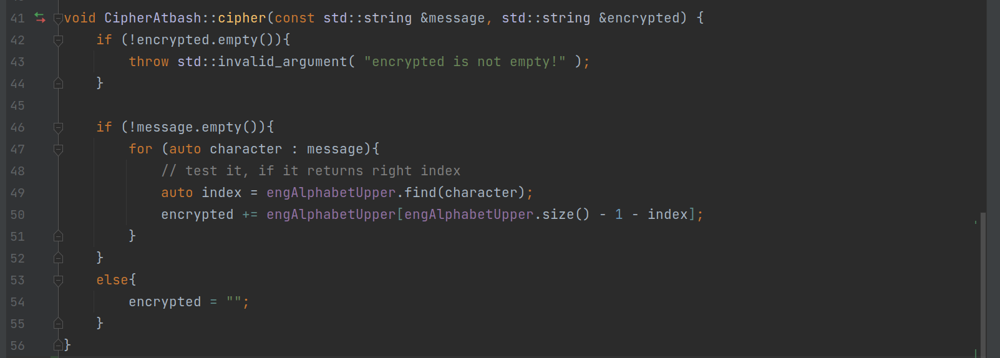 41 void CipherAtbash::cipher(const std::string &message, std::string &encrypted) {
42     if (!encrypted.empty()){
43         throw std::invalid_argument( "encrypted is not empty!" );
44     }
45
46     if (!message.empty()){
47         for (auto character : message){
48             // test it, if it returns right index
49             auto index = engAlphabetUpper.find(character);
50             encrypted += engAlphabetUpper[engAlphabetUpper.size() - 1 - index];
51         }
52     }
53     else{
54         encrypted = "";
55     }
56 }